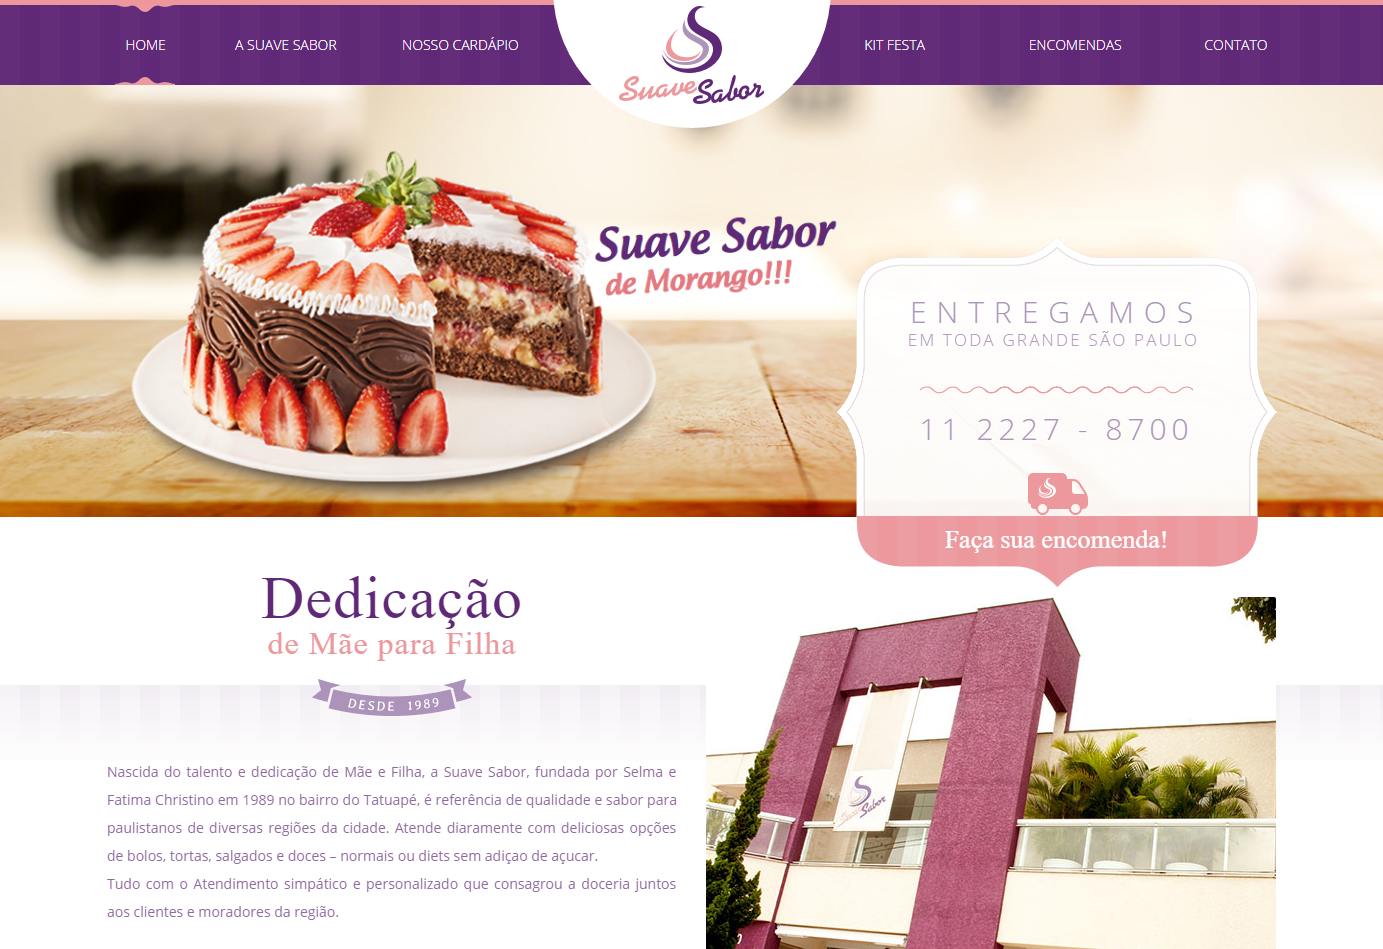 HOME
A SUAVE SABOR
NOSSO CARDÁPIO
Suave Sabor
KIT FESTA
ENCOMENDAS
CONTATO
Suave Sabor
de Morango!!!
ENTREGAMOS
EM TODA GRANDE SÃO PAULO
11 2227 - 8700
Faça sua encomenda!
Dedicação
de Mãe para Filha
DESDE 1989
Nascida do talento e dedicação de Mãe e Filha, a Suave Sabor, fundada por Selma e
Fatima Christino em 1989 no bairro do Tatuapé, é referência de qualidade e sabor para
paulistanos de diversas regiões da cidade. Atende diaramente com deliciosas opções
de bolos, tortas, salgados e doces – normais ou diets sem adiçao de açucar.
Tudo com o Atendimento simpático e personalizado que consagrou a doceria juntos
aos clientes e moradores da região.
Suave Sabor